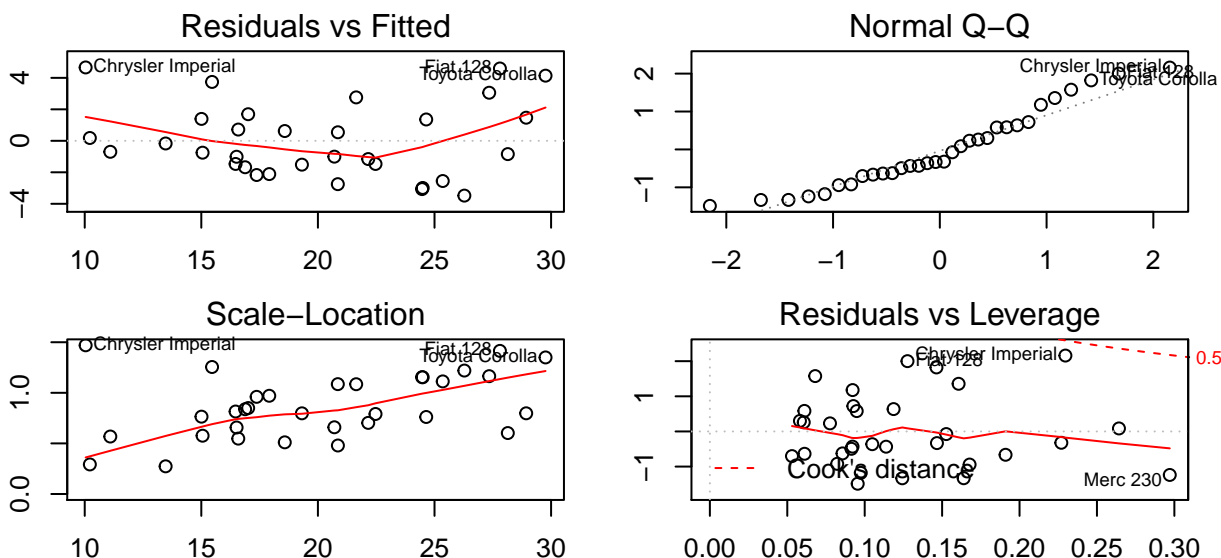 Residuals vs Fitted
4
0
−4
Chrysler Imperial
Fiat 128
Toyota Corolla
10 15 20 25 30
Normal Q−Q
2
1
−1
Chrysler Imperial
Fiat 128
Toyota Corolla
−2 −1 0 1 2
Scale−Location
1.0
0.0
Chrysler Imperial
Fiat 128
Toyota Corolla
10 15 20 25 30
Residuals vs Leverage
1
−1
Chrysler Imperial
Fiat 128
0.5
Cook's distance
Merc 230
0.00 0.05 0.10 0.15 0.20 0.25 0.30